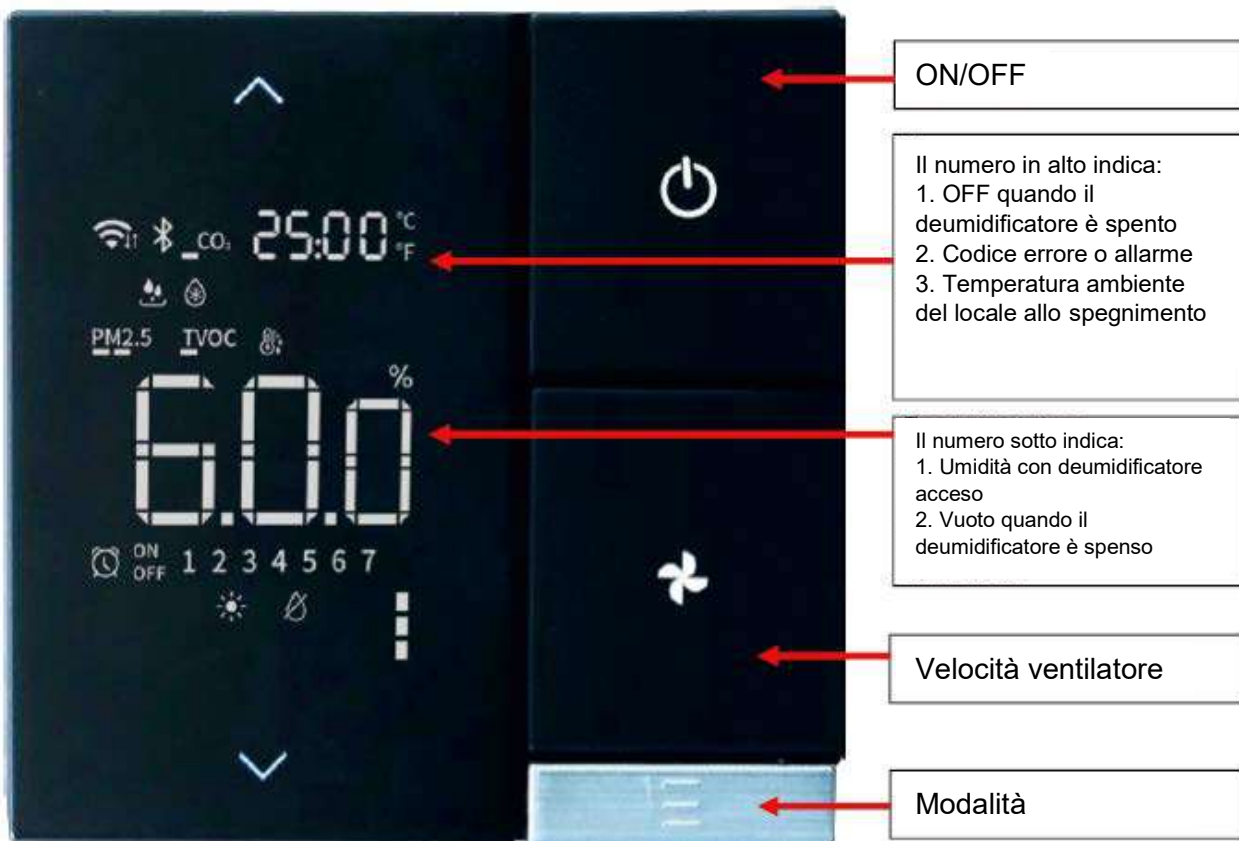 ON/OFF
Il numero in alto indica:
1. OFF quando il
deumidificatore è spento
2. Codice errore o allarme
3. Temperatura ambiente
del locale allo spegnimento
CO₂ 25:00 °C
°F
PM2.5 TVOC
%
6.0.0
Il numero sotto indica:
1. Umidità con deumidificatore
acceso
2. Vuoto quando il
deumidificatore è spenso
ON
OFF 1 2 3 4 5 6 7
Velocità ventilatore
Modalità